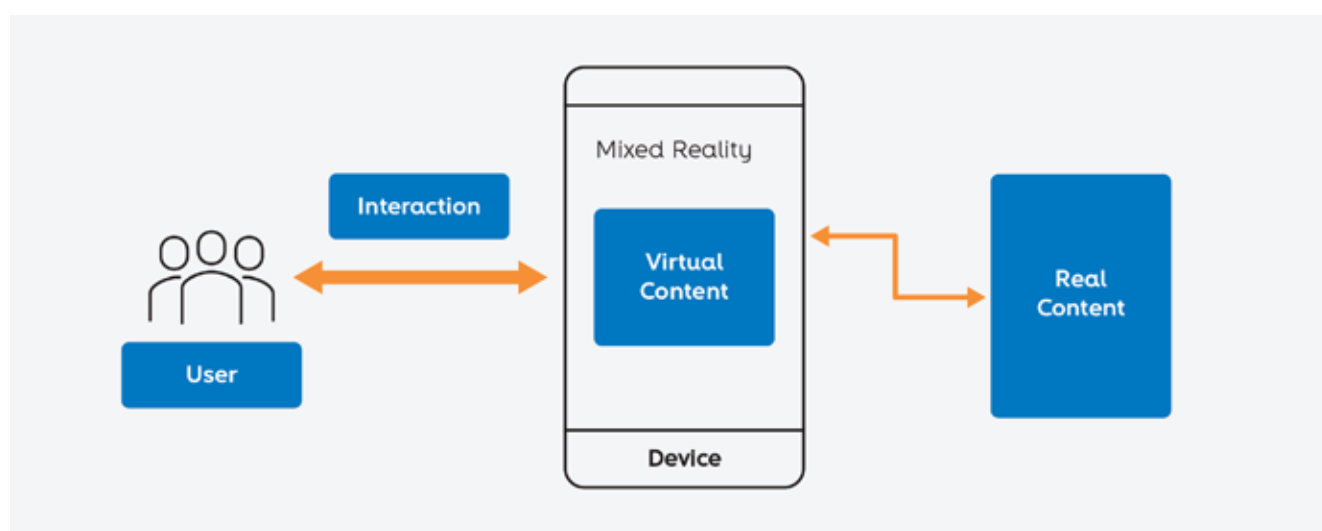 Interaction
User
Mixed Reality
Virtual
Content
Device
Real
Content